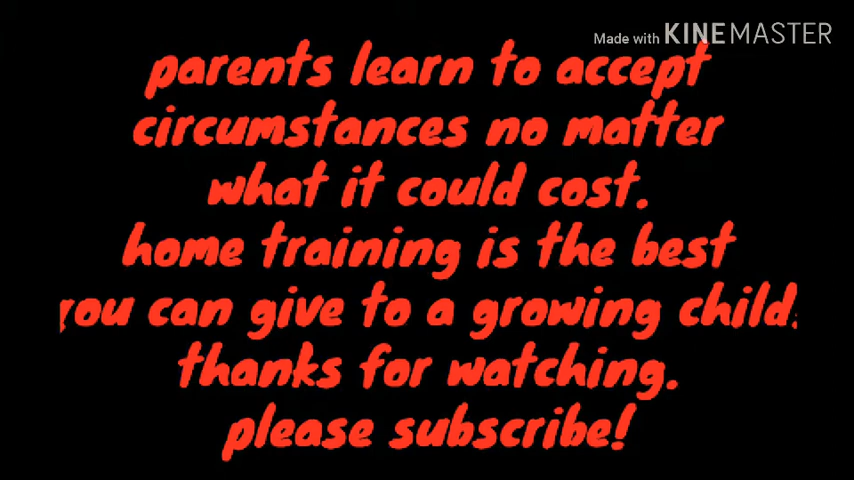 Made with KINEMASTER
parents learn to accept
circumstances no matter
what it could cost.
home training is the best
you can give to a growing child.
thanks for watching.
please subscribe!